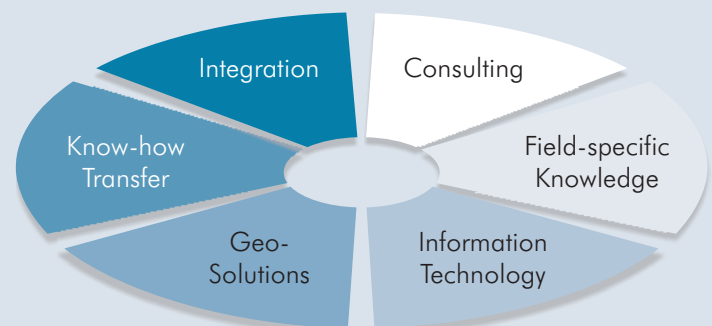 Integration
Consulting
Know-how
Transfer
Field-specific
Knowledge
Geo-
Solutions
Information
Technology